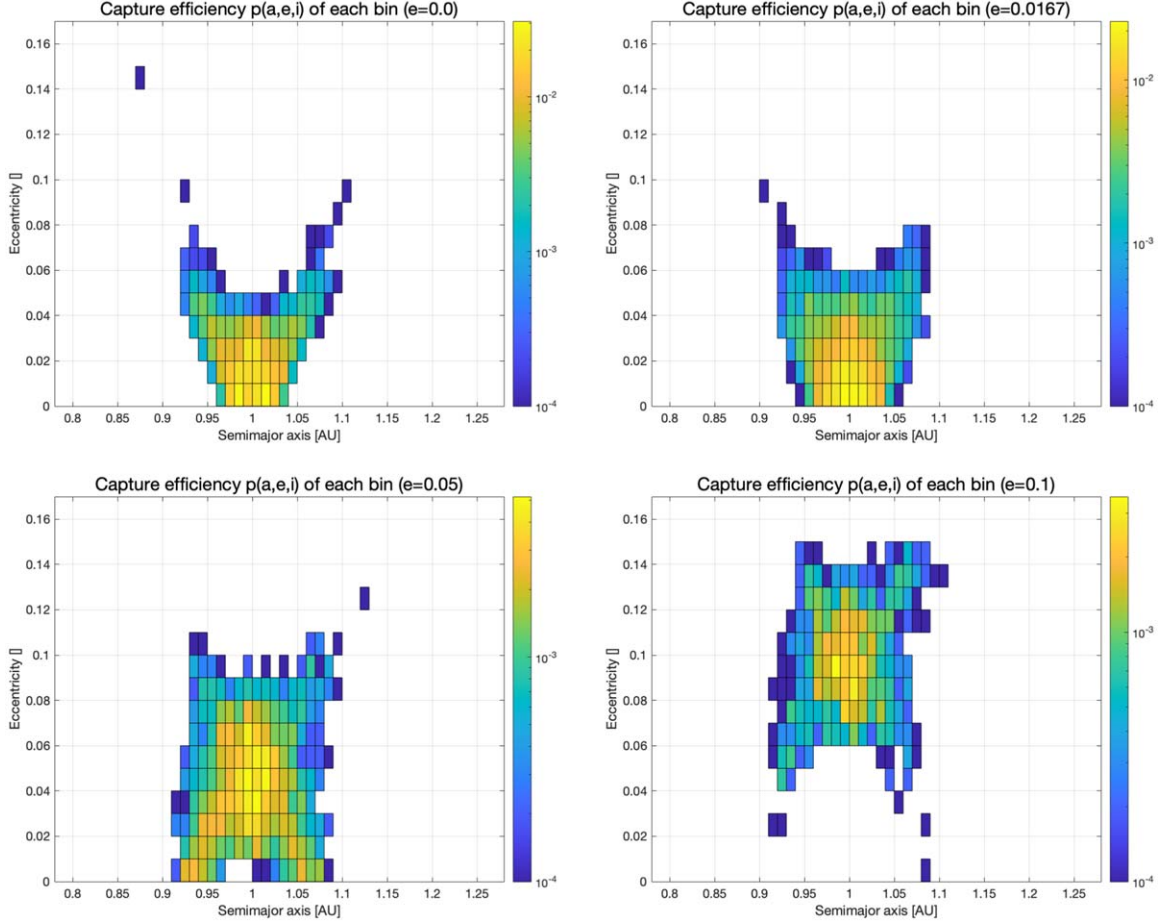 Capture efficiency p(a,e,i) of each bin (e=0.0)
0.16
0.14
0.12
0.1
0.08
0.06
0.04
0.02
0
Eccentricity []
0.8 0.85 0.9 0.95 1 1.05 1.1 1.15 1.2 1.25
Semimajor axis [AU]
10-2
10-3
10-4
Capture efficiency p(a,e,i) of each bin (e=0.0167)
0.16
0.14
0.12
0.1
0.08
0.06
0.04
0.02
0
Eccentricity []
0.8 0.85 0.9 0.95 1 1.05 1.1 1.15 1.2 1.25
Semimajor axis [AU]
10-2
10-3
10-4
Capture efficiency p(a,e,i) of each bin (e=0.05)
0.16
0.14
0.12
0.1
0.08
0.06
0.04
0.02
0
Eccentricity []
0.8 0.85 0.9 0.95 1 1.05 1.1 1.15 1.2 1.25
Semimajor axis [AU]
10-3
10-4
Capture efficiency p(a,e,i) of each bin (e=0.1)
0.16
0.14
0.12
0.1
0.08
0.06
0.04
0.02
0
Eccentricity []
0.8 0.85 0.9 0.95 1 1.05 1.1 1.15 1.2 1.25
Semimajor axis [AU]
10-3
10-4